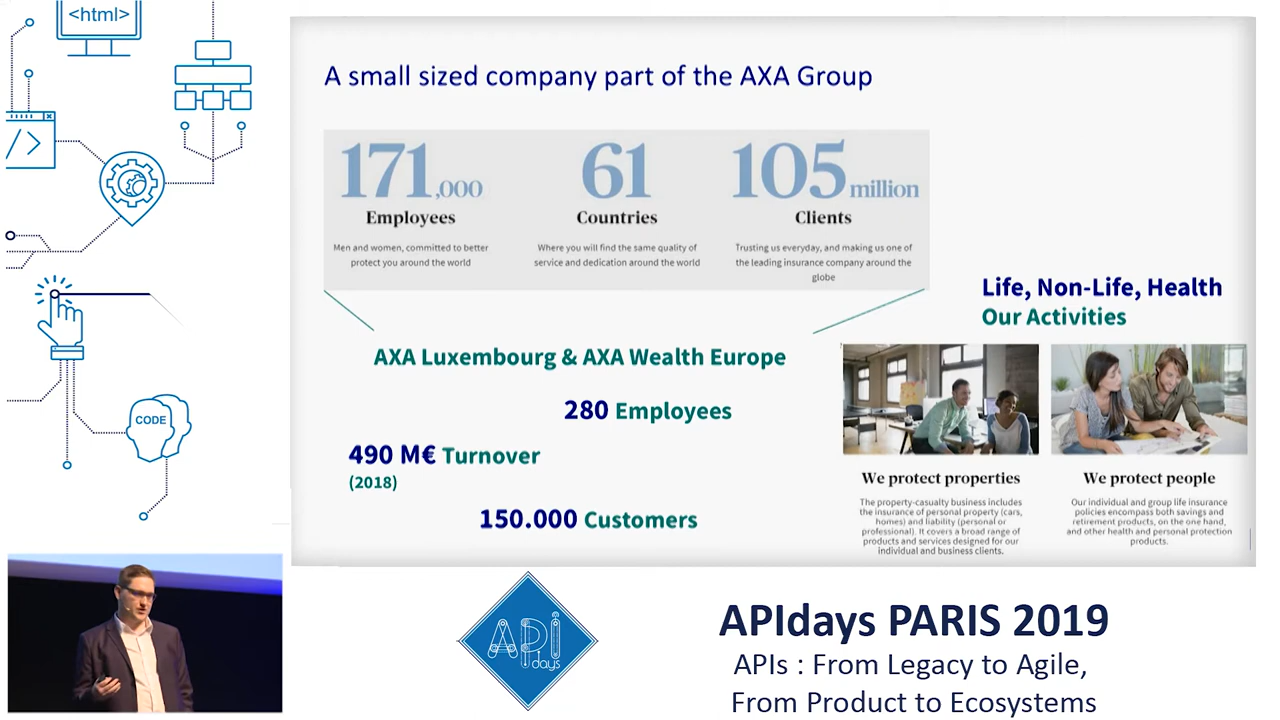 <html>
</>
CODE
A small sized company part of the AXA Group
171,000
Employees
Men and women, committed to better
protect you around the world
61
Countries
Where you will find the same quality of
service and dedication around the world
105 million
Clients
Trusting us everyday, and making us one of
the leading insurance company around the
globe
AXA Luxembourg & AXA Wealth Europe
280 Employees
490 M€ Turnover
(2018)
150.000 Customers
Life, Non-Life, Health
Our Activities
We protect properties
The property-casualty business includes
the insurance of personal property (cars,
homes) and liability (personal or
professional). It covers a broad range of
products and services designed for our
individual and business clients.
We protect people
Our individual and group life insurance
policies encompass both savings and
retirement products, on the one hand,
and other health and personal protection
products.
API
days
APIdays PARIS 2019
APIs : From Legacy to Agile,
From Product to Ecosystems